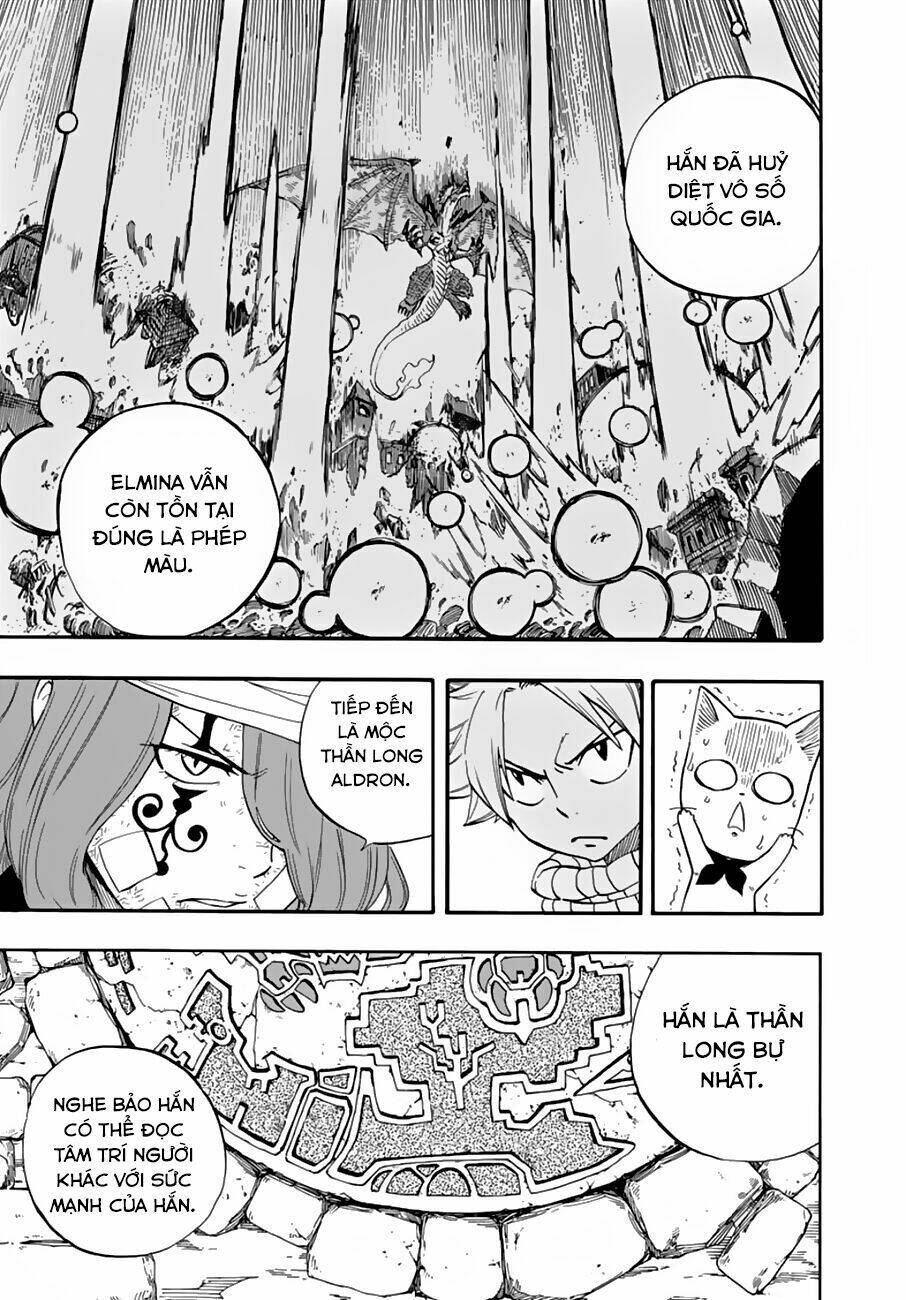 HẮN ĐÃ HUỶ
DIỆT VÔ SỐ
QUỐC GIA.
ELMINA VẪN
CÒN TỒN TẠI
ĐÚNG LÀ PHÉP
MÀU.
TIẾP ĐẾN
LÀ MỘC
THẦN LONG
ALDRON.
HẮN LÀ THẦN
LONG BỰ
NHẤT.
NGHE BẢO HẮN
CÓ THỂ ĐỌC
TÂM TRÍ NGƯỜI
KHÁC VỚI SỨC
MẠNH CỦA HẮN.